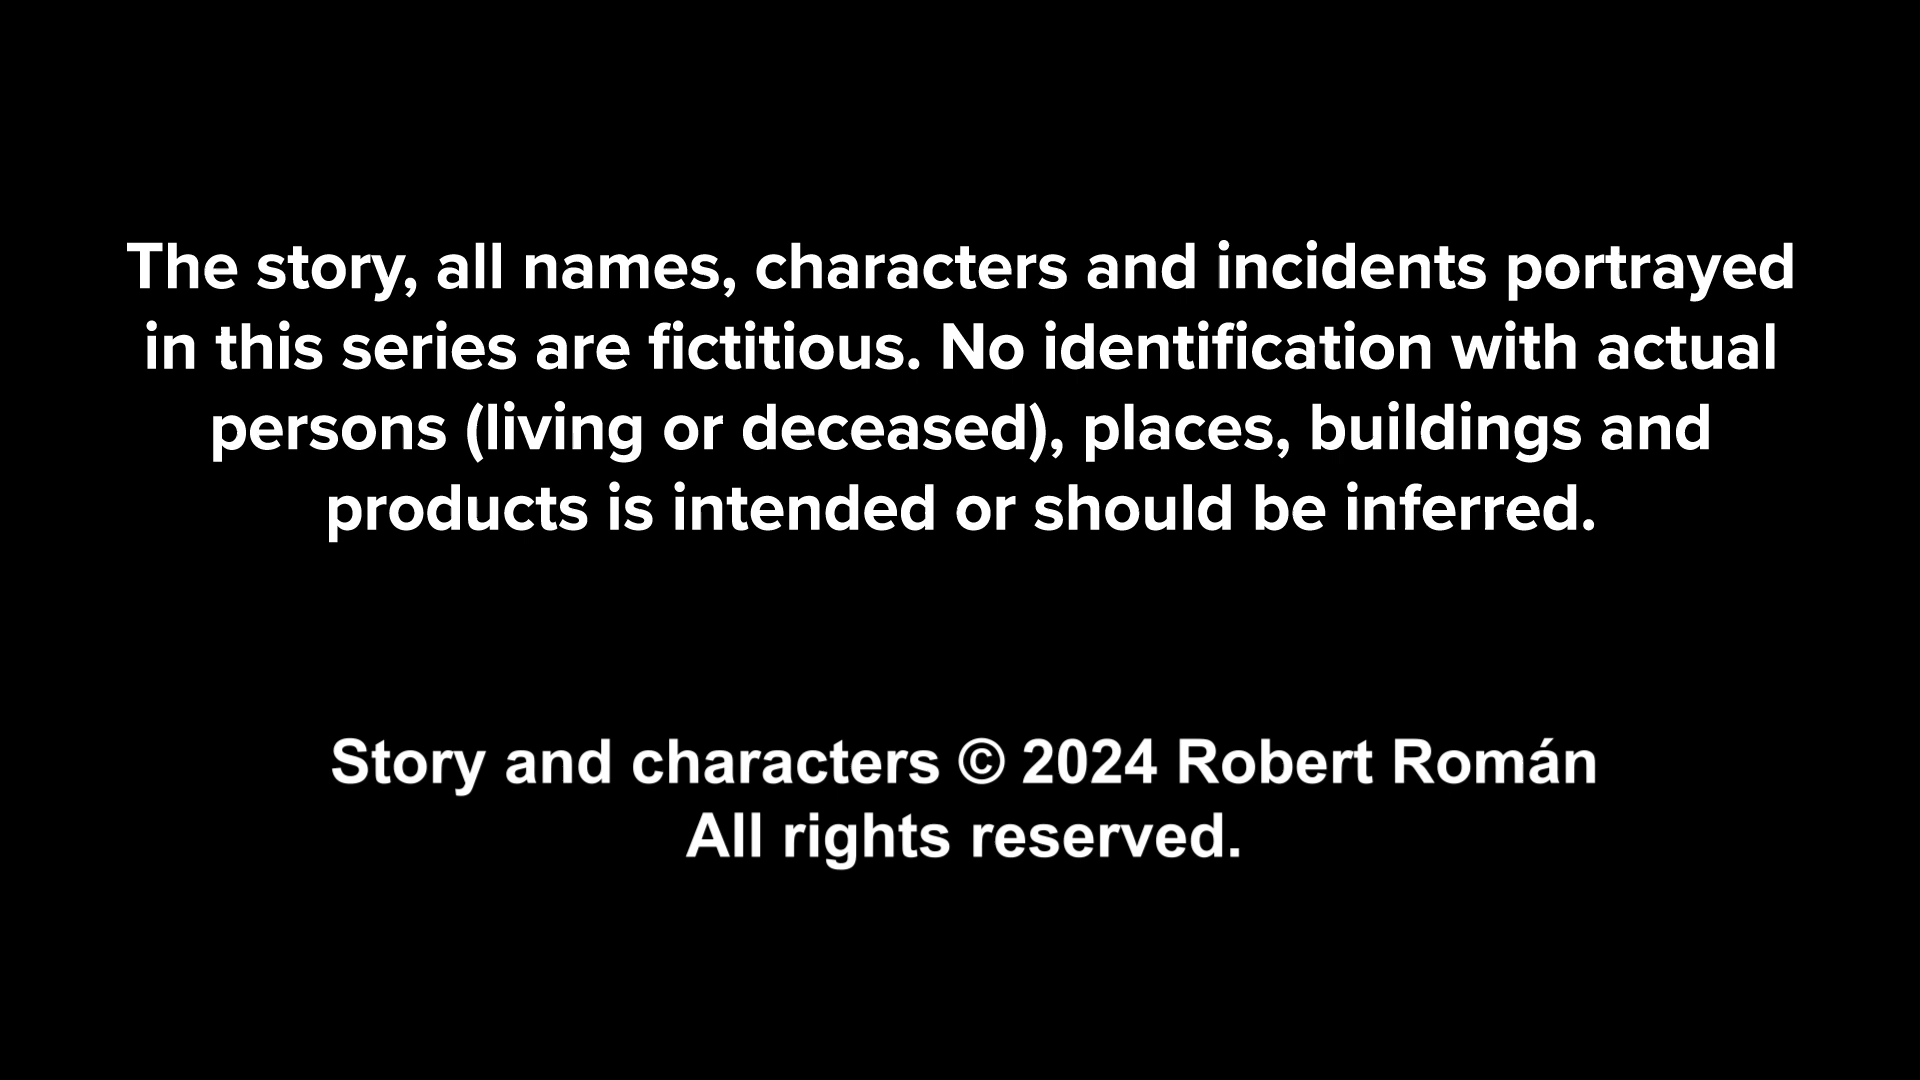 The story, all names, characters and incidents portrayed
in this series are fictitious. No identification with actual
persons (living or deceased), places, buildings and
products is intended or should be inferred.
Story and characters © 2024 Robert Román
All rights reserved.